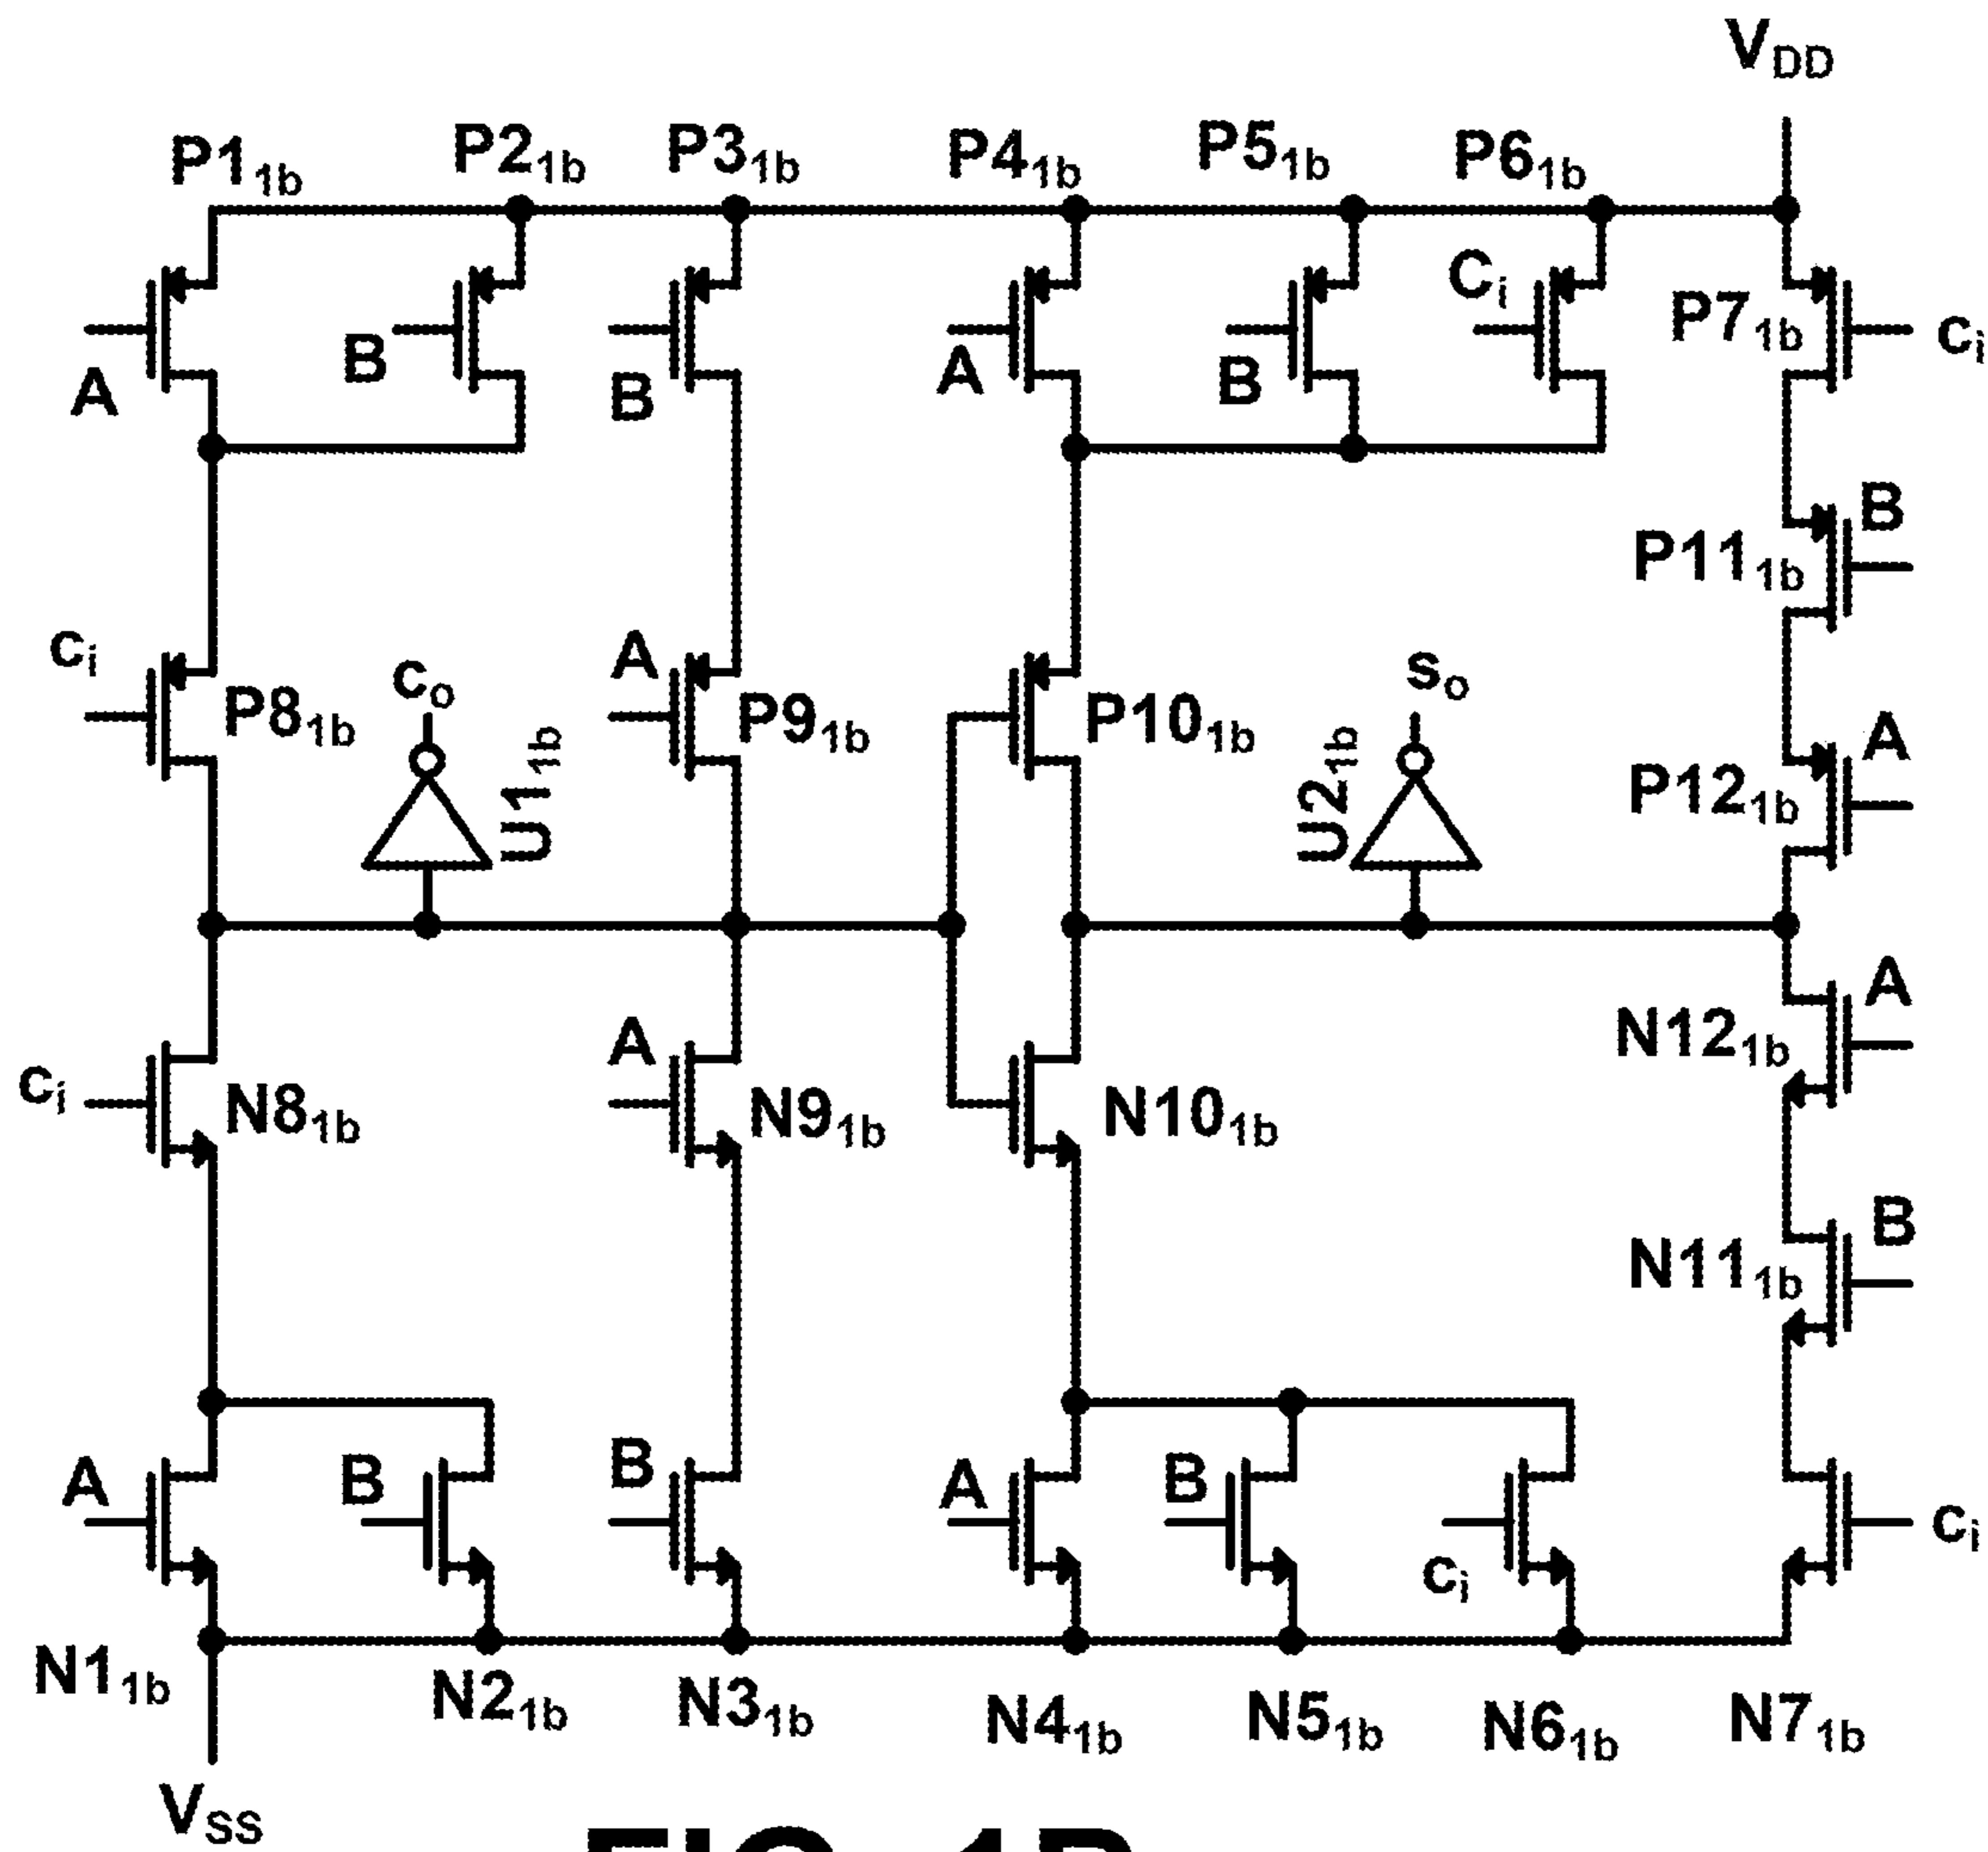 VDD
P11b
P21b
P31b
P41b
P51b
P61b
Ci
P71b
ci
A
B
B
A
B
B
P111b
ci
P81b
co
U11b
A
P91b
P101b
so
U21b
A
P121b
ci
N81b
A
N91b
N101b
A
N121b
B
N111b
A
B
B
A
B
ci
ci
N11b
N21b
N31b
N41b
N51b
N61b
N71b
VSS